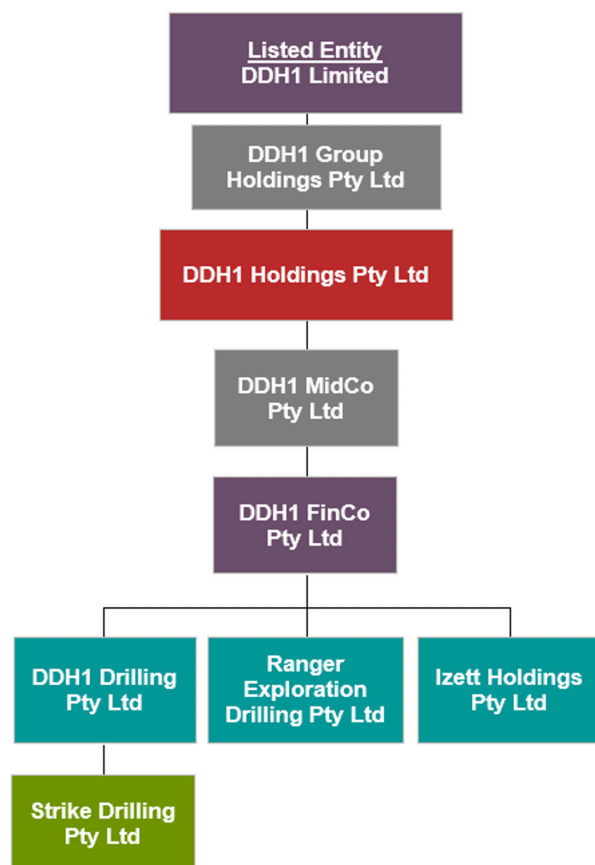 Listed Entity
DDH1 Limited
DDH1 Group
Holdings Pty Ltd
DDH1 Holdings Pty Ltd
DDH1 MidCo
Pty Ltd
DDH1 FinCo
Pty Ltd
DDH1 Drilling
Pty Ltd
Ranger
Exploration
Drilling Pty Ltd
Izett Holdings
Pty Ltd
Strike Drilling
Pty Ltd